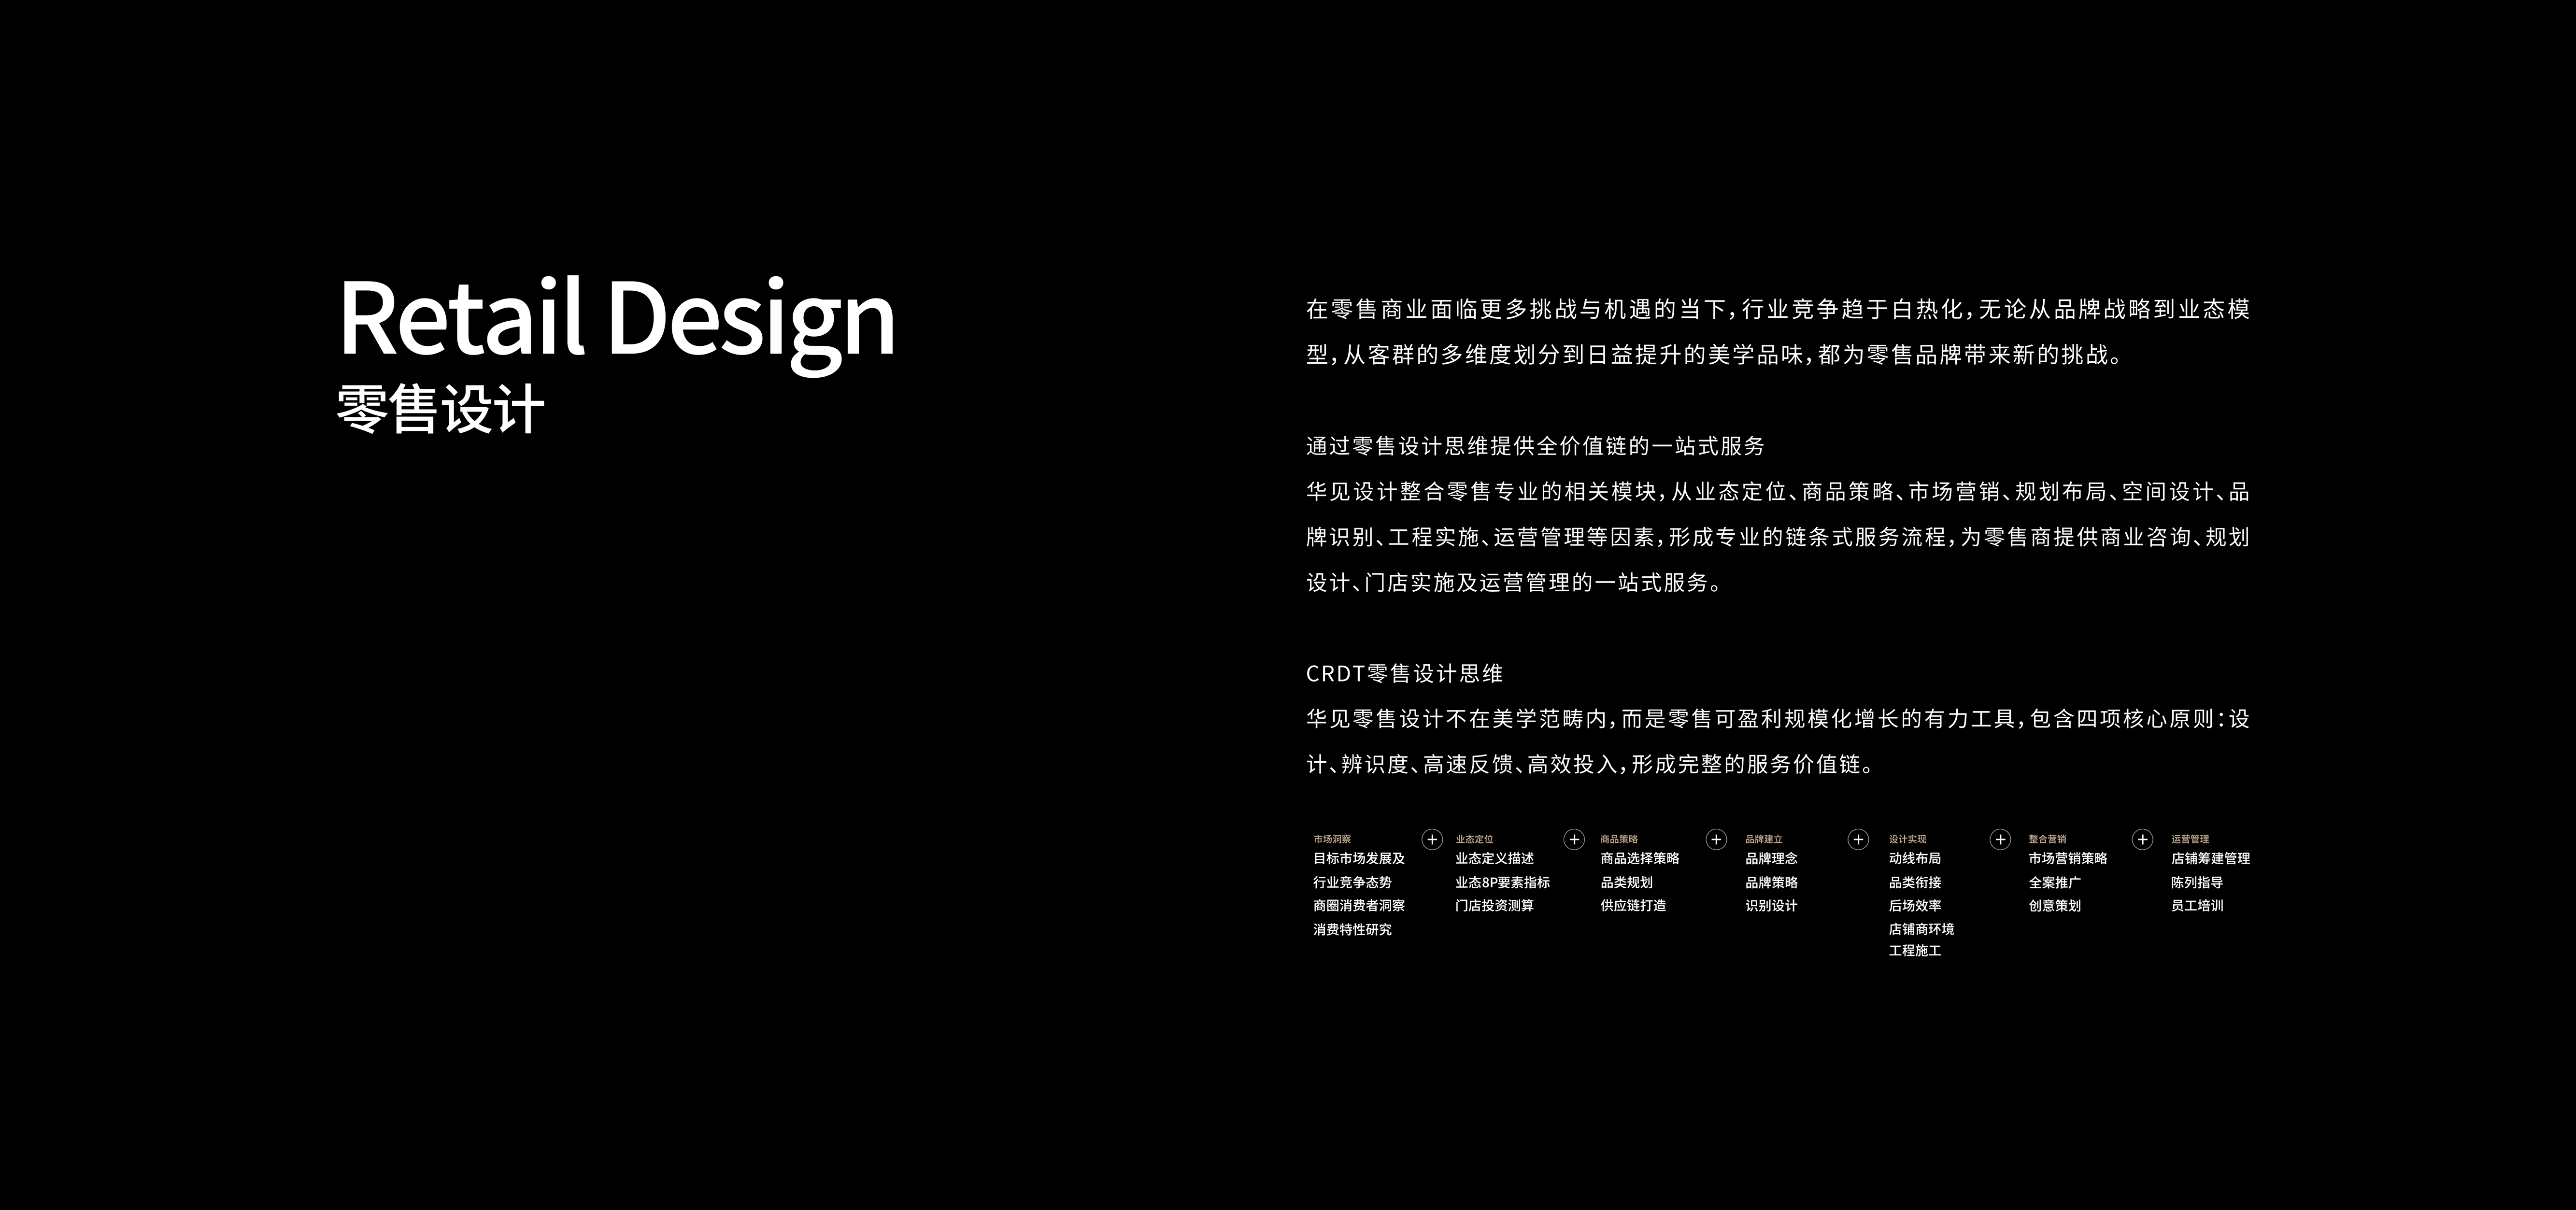 Retail Design
零售设计
在零售商业面临更多挑战与机遇的当下，行业竞争趋于白热化，无论从品牌战略到业态模
型，从客群的多维度划分到日益提升的美学品味，都为零售品牌带来新的挑战。
通过零售设计思维提供全价值链的一站式服务
华见设计整合零售专业的相关模块，从业态定位、商品策略、市场营销、规划布局、空间设计、品
牌识别、工程实施、运营管理等因素，形成专业的链条式服务流程，为零售商提供商业咨询、规划
设计、门店实施及运营管理的一站式服务。
CRDT零售设计思维
华见零售设计不在美学范畴内，而是零售可盈利规模化增长的有力工具，包含四项核心原则：设
计、辨识度、高速反馈、高效投入，形成完整的服务价值链。
市场洞察
目标市场发展及
行业竞争态势
商圈消费者洞察
消费特性研究
业态定位
业态定义描述
业态8P要素指标
门店投资测算
商品策略
商品选择策略
品类规划
供应链打造
品牌建立
品牌理念
品牌策略
识别设计
设计实现
动线布局
品类衔接
后场效率
店铺商环境
工程施工
整合营销
市场营销策略
全案推广
创意策划
运营管理
店铺筹建管理
陈列指导
员工培训